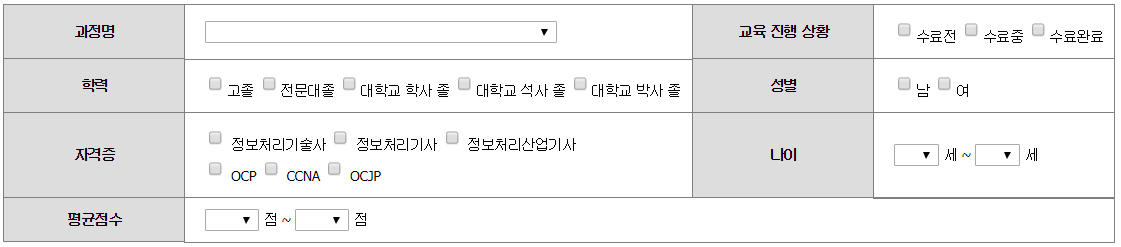 과정명 교육 진행 상황 수료전 수료중 수료완료
학력 고졸 전문대졸 대학교 학사 졸 대학교 석사 졸 대학교 박사 졸 성별 남 여
자격증 정보처리기술사 정보처리기사 정보처리산업기사 나이 세 ~ 세
OCP CCNA OCJP
평균점수 점 ~ 점